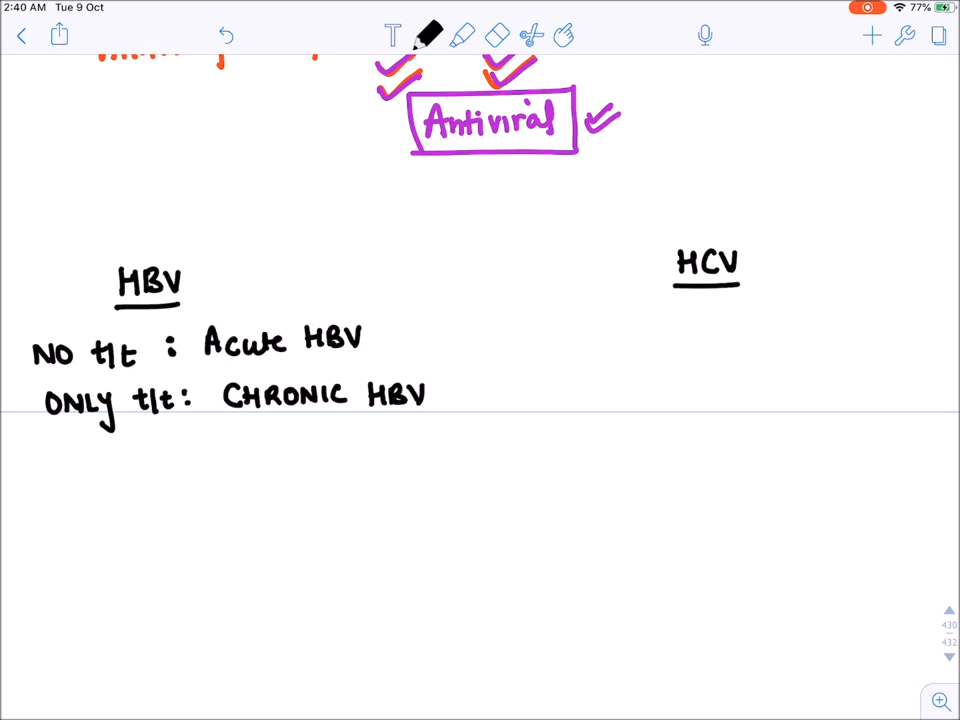 2:40 AM Tue 9 Oct
77%
T
Antiviral
HBV
HCV
NO t/t : Acute HBV
ONLY t/t : CHRONIC HBV
430
432